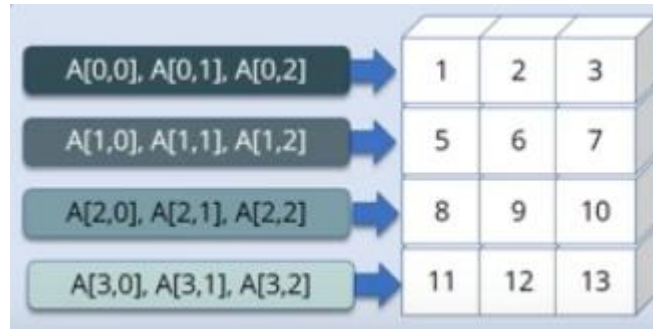 A[0,0], A[0,1], A[0,2] 1 2 3
A[1,0], A[1,1], A[1,2] 5 6 7
A[2,0], A[2,1], A[2,2] 8 9 10
A[3,0], A[3,1], A[3,2] 11 12 13